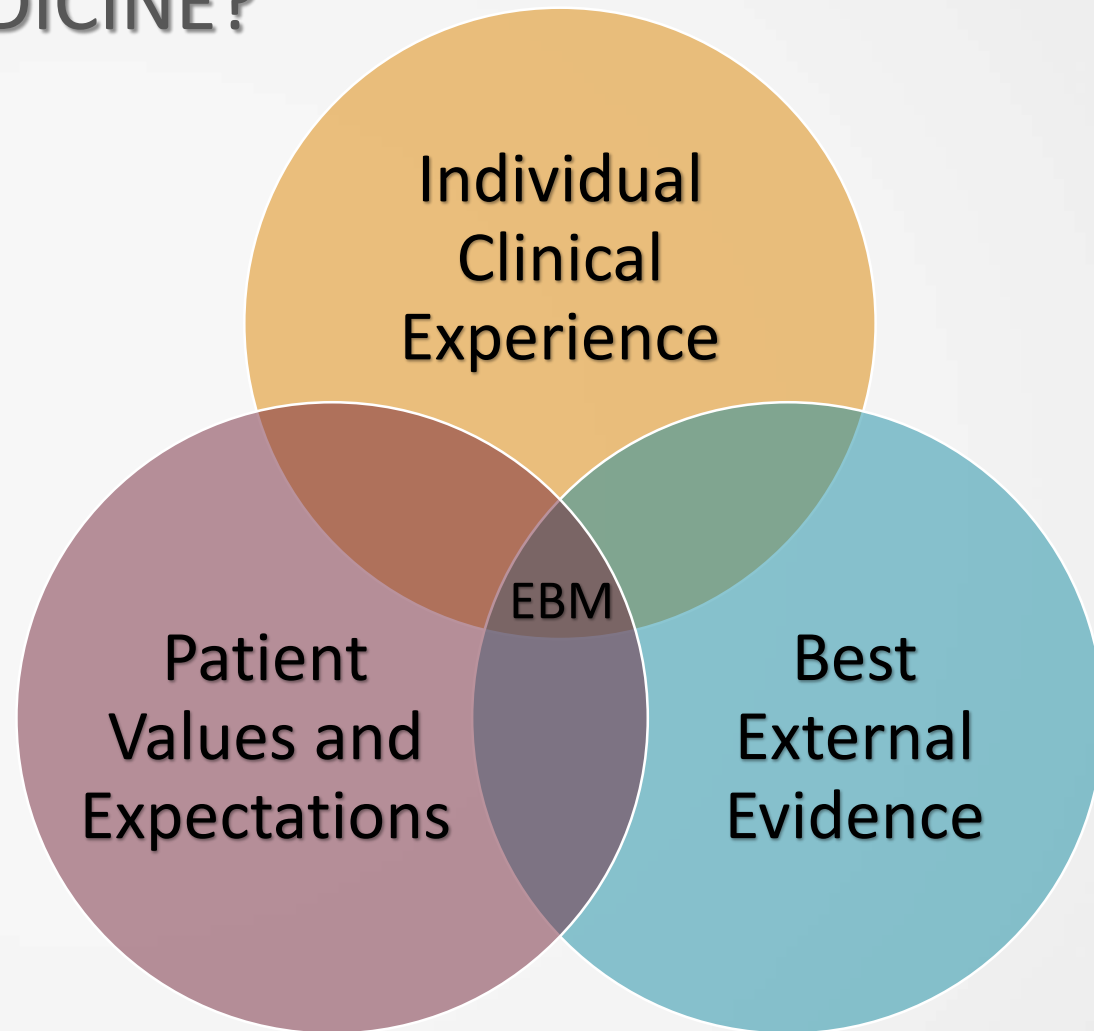 DICINE?
Individual
Clinical
Experience
EBM
Patient
Values and
Expectations
Best
External
Evidence